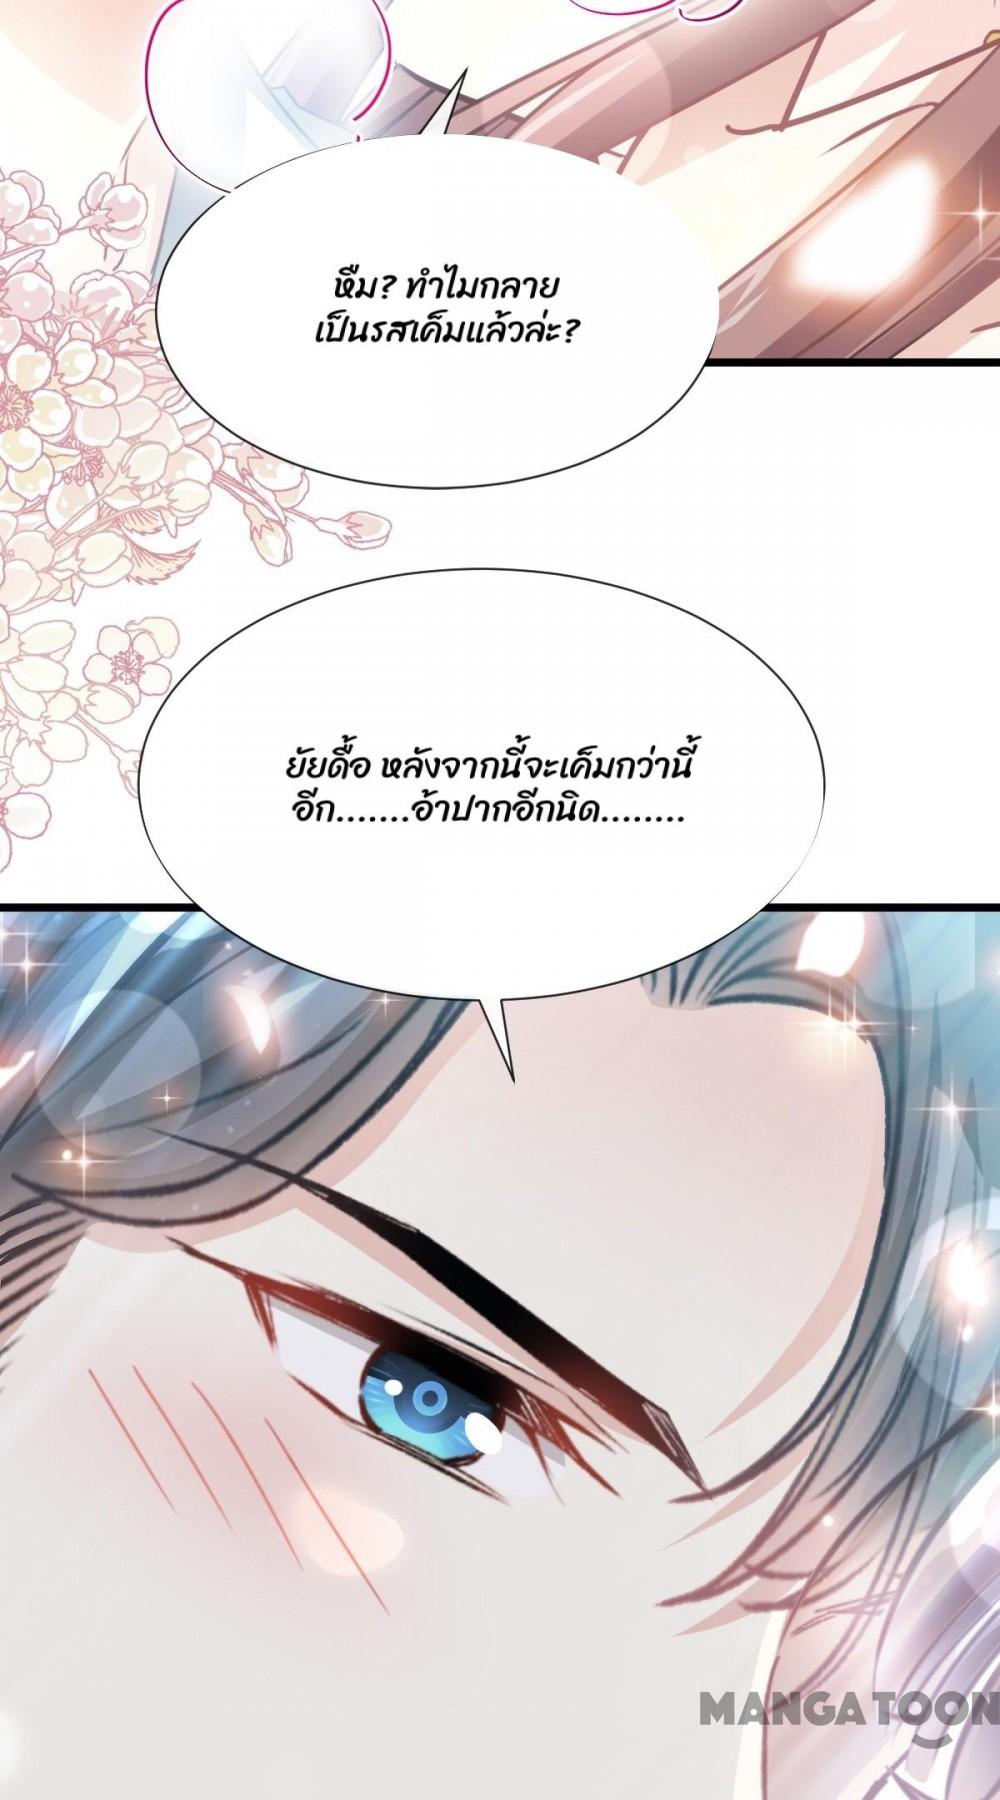 หืม? ทำไมกลาย
เป็นรสเค็มแล้วล่ะ?
ยัยดื้อ หลังจากนี้จะเค็มกว่านี้
อีก.......อ้าปากอีกนิด........
MANGATOON